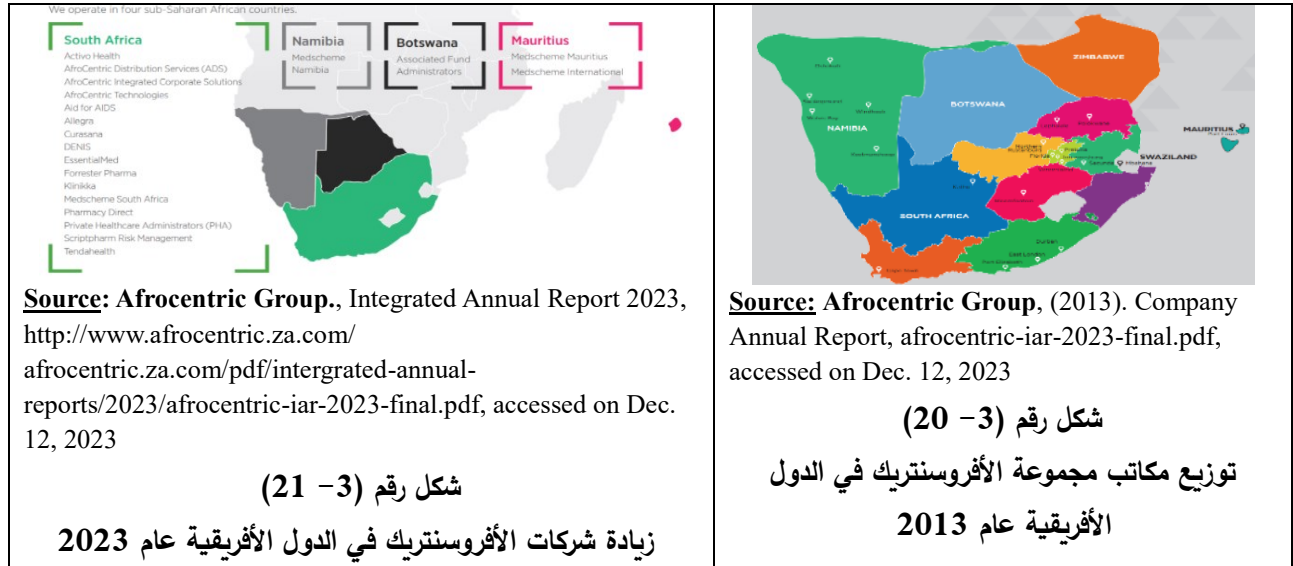 We operate in four sub-Saharan African countries.
South Africa
Activo Health
AfroCentric Distribution Services (ADS)
AfroCentric Integrated Corporate Solutions
AfroCentric Technologies
Aid for AIDS
Allegra
Curasana
DENIS
EssentialMed
Forrester Pharma
Klinikka
Medscheme South Africa
Pharmacy Direct
Private Healthcare Administrators (PHA)
Scriptpharm Risk Management
Tendahealth
Namibia
Medscheme
Namibia
Botswana
Associated Fund
Administrators
Mauritius
Medscheme Mauritius
Medscheme International
Source: Afrocentric Group., Integrated Annual Report 2023,
http://www.afrocentric.za.com/
afrocentric.za.com/pdf/intergrated-annual-
reports/2023/afrocentric-iar-2023-final.pdf, accessed on Dec.
12, 2023
شكل رقم (3- 21)
زيادة شركات الأفروسنتريك في الدول الأفريقية عام 2023
ZIMBABWE
BOTSWANA
NAMIBIA
MAURITIUS
SWAZILAND
SOUTH AFRICA
Durban
East London
Cape Town
Source: Afrocentric Group, (2013). Company
Annual Report, afrocentric-iar-2023-final.pdf,
accessed on Dec. 12, 2023
شكل رقم (3- 20)
توزيع مكاتب مجموعة الأفروسنتريك في الدول
الأفريقية عام 2013